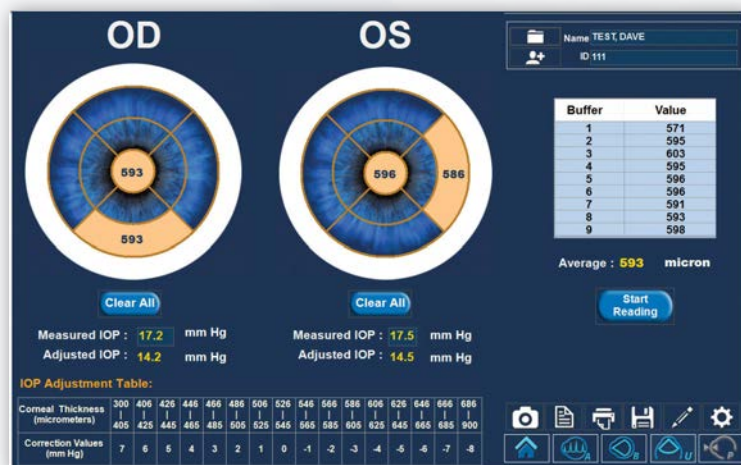 OD
OS
Name TEST, DAVE
ID 111
593
593
596
586
Buffer Value
1 571
2 595
3 603
4 595
5 596
6 596
7 591
8 593
9 598
Average : 593 micron
Clear All
Clear All
Start
Reading
Measured IOP : 17.2 mm Hg
Adjusted IOP : 14.2 mm Hg
Measured IOP : 17.5 mm Hg
Adjusted IOP : 14.5 mm Hg
IOP Adjustment Table:
Corneal Thickness
(micrometers)
300 406 426 446 466 486 506 526 546 566 586 606 626 646 666 686
| | | | | | | | | | | | | | | |
405 425 445 465 485 505 525 545 565 585 605 625 645 665 685 900
Correction Values
(mm Hg)
7 6 5 4 3 2 1 0 -1 -2 -3 -4 -5 -6 -7 -8
A B U P